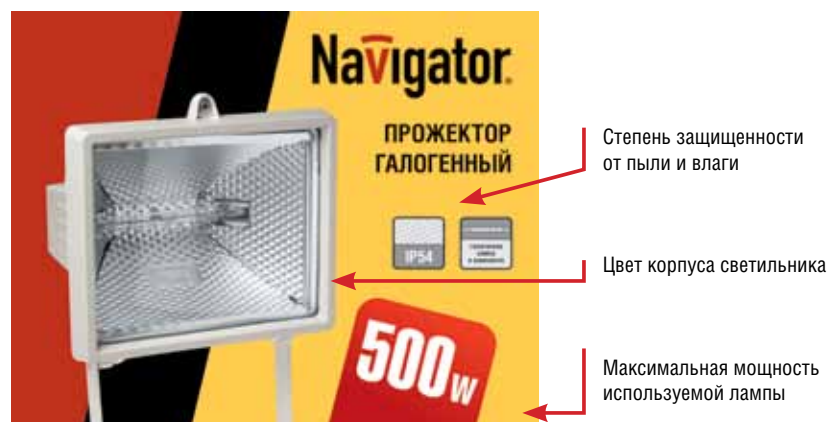 Navigator
ПРОЖЕКТОР
ГАЛОГЕННЫЙ
IP54
500W
Степень защищенности
от пыли и влаги
Цвет корпуса светильника
Максимальная мощность
используемой лампы